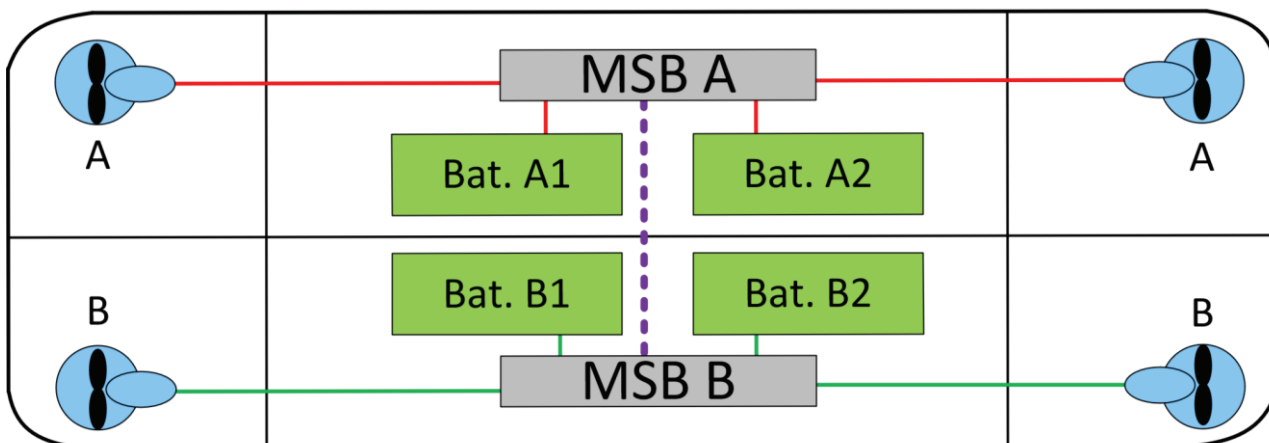 MSB A
A
Bat. A1
Bat. A2
A
B
Bat. B1
Bat. B2
B
MSB B